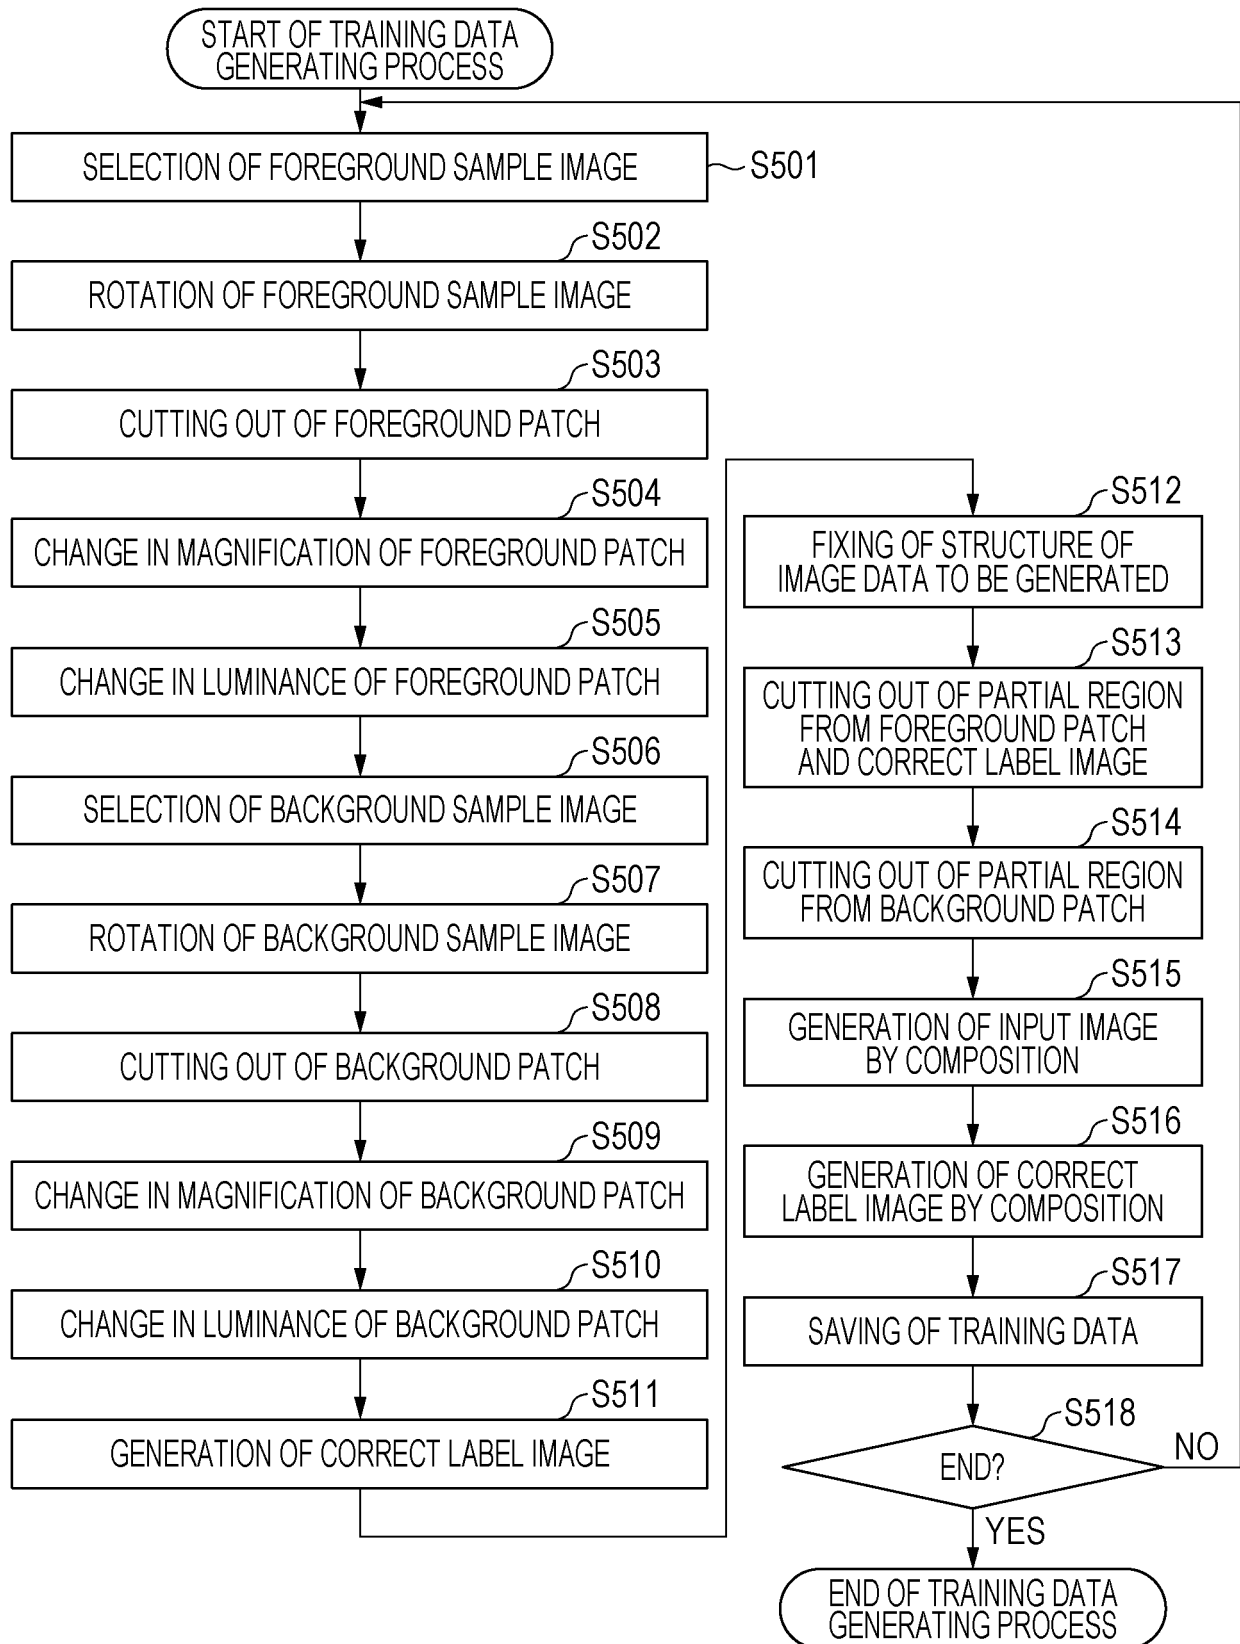 START OF TRAINING DATA
GENERATING PROCESS
SELECTION OF FOREGROUND SAMPLE IMAGE
S501
S502
ROTATION OF FOREGROUND SAMPLE IMAGE
S503
CUTTING OUT OF FOREGROUND PATCH
S504
CHANGE IN MAGNIFICATION OF FOREGROUND PATCH
S505
CHANGE IN LUMINANCE OF FOREGROUND PATCH
S506
SELECTION OF BACKGROUND SAMPLE IMAGE
S507
ROTATION OF BACKGROUND SAMPLE IMAGE
S508
CUTTING OUT OF BACKGROUND PATCH
S509
CHANGE IN MAGNIFICATION OF BACKGROUND PATCH
S510
CHANGE IN LUMINANCE OF BACKGROUND PATCH
S511
GENERATION OF CORRECT LABEL IMAGE
S512
FIXING OF STRUCTURE OF
IMAGE DATA TO BE GENERATED
S513
CUTTING OUT OF PARTIAL REGION
FROM FOREGROUND PATCH
AND CORRECT LABEL IMAGE
S514
CUTTING OUT OF PARTIAL REGION
FROM BACKGROUND PATCH
S515
GENERATION OF INPUT IMAGE
BY COMPOSITION
S516
GENERATION OF CORRECT
LABEL IMAGE BY COMPOSITION
S517
SAVING OF TRAINING DATA
S518
END?
NO
YES
END OF TRAINING DATA
GENERATING PROCESS